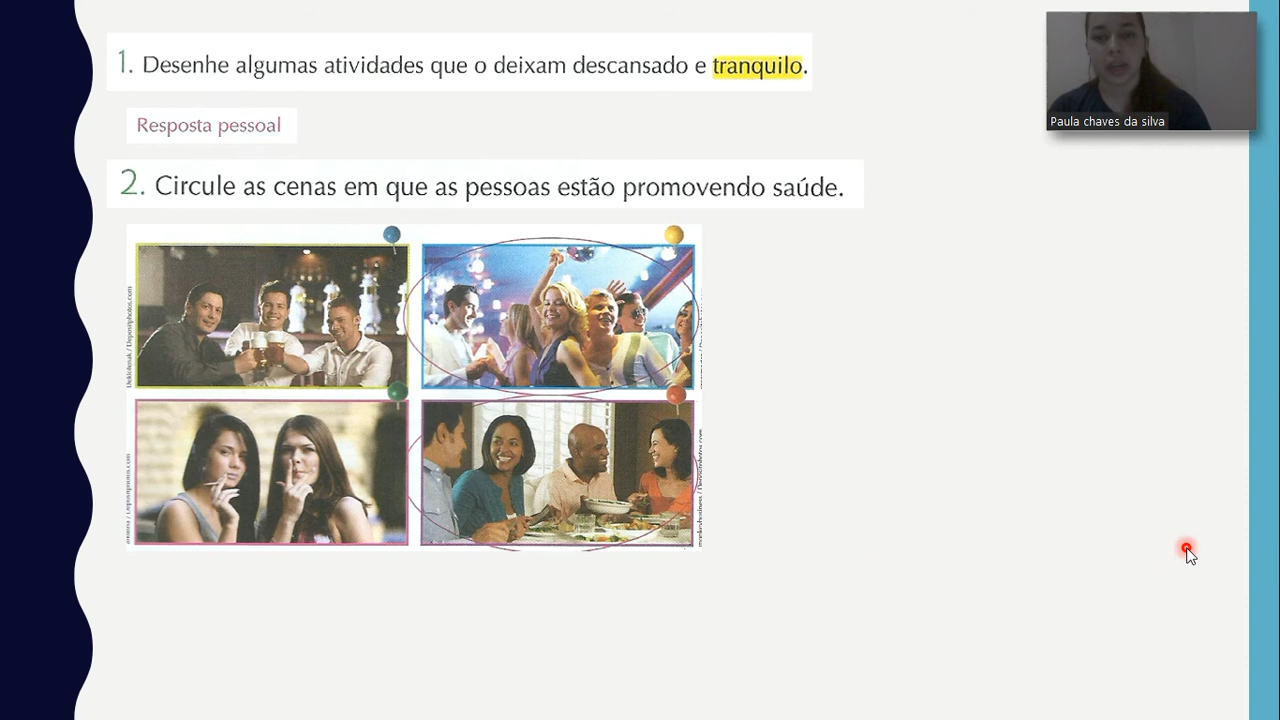 1. Desenhe algumas atividades que o deixam descansado e tranquilo.
Paula chaves da silva
Resposta pessoal
2. Circule as cenas em que as pessoas estão promovendo saúde.